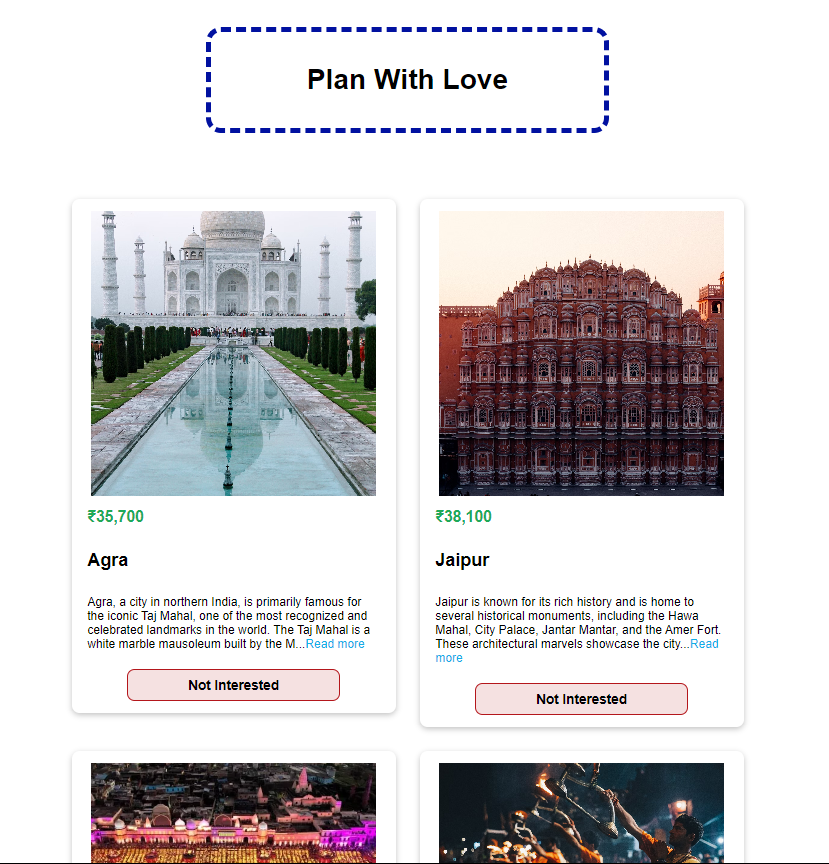 Plan With Love
₹35,700
Agra
Agra, a city in northern India, is primarily famous for
the iconic Taj Mahal, one of the most recognized and
celebrated landmarks in the world. The Taj Mahal is a
white marble mausoleum built by the M...Read more
Not Interested
₹38,100
Jaipur
Jaipur is known for its rich history and is home to
several historical monuments, including the Hawa
Mahal, City Palace, Jantar Mantar, and the Amer Fort.
These architectural marvels showcase the city...Read
more
Not Interested